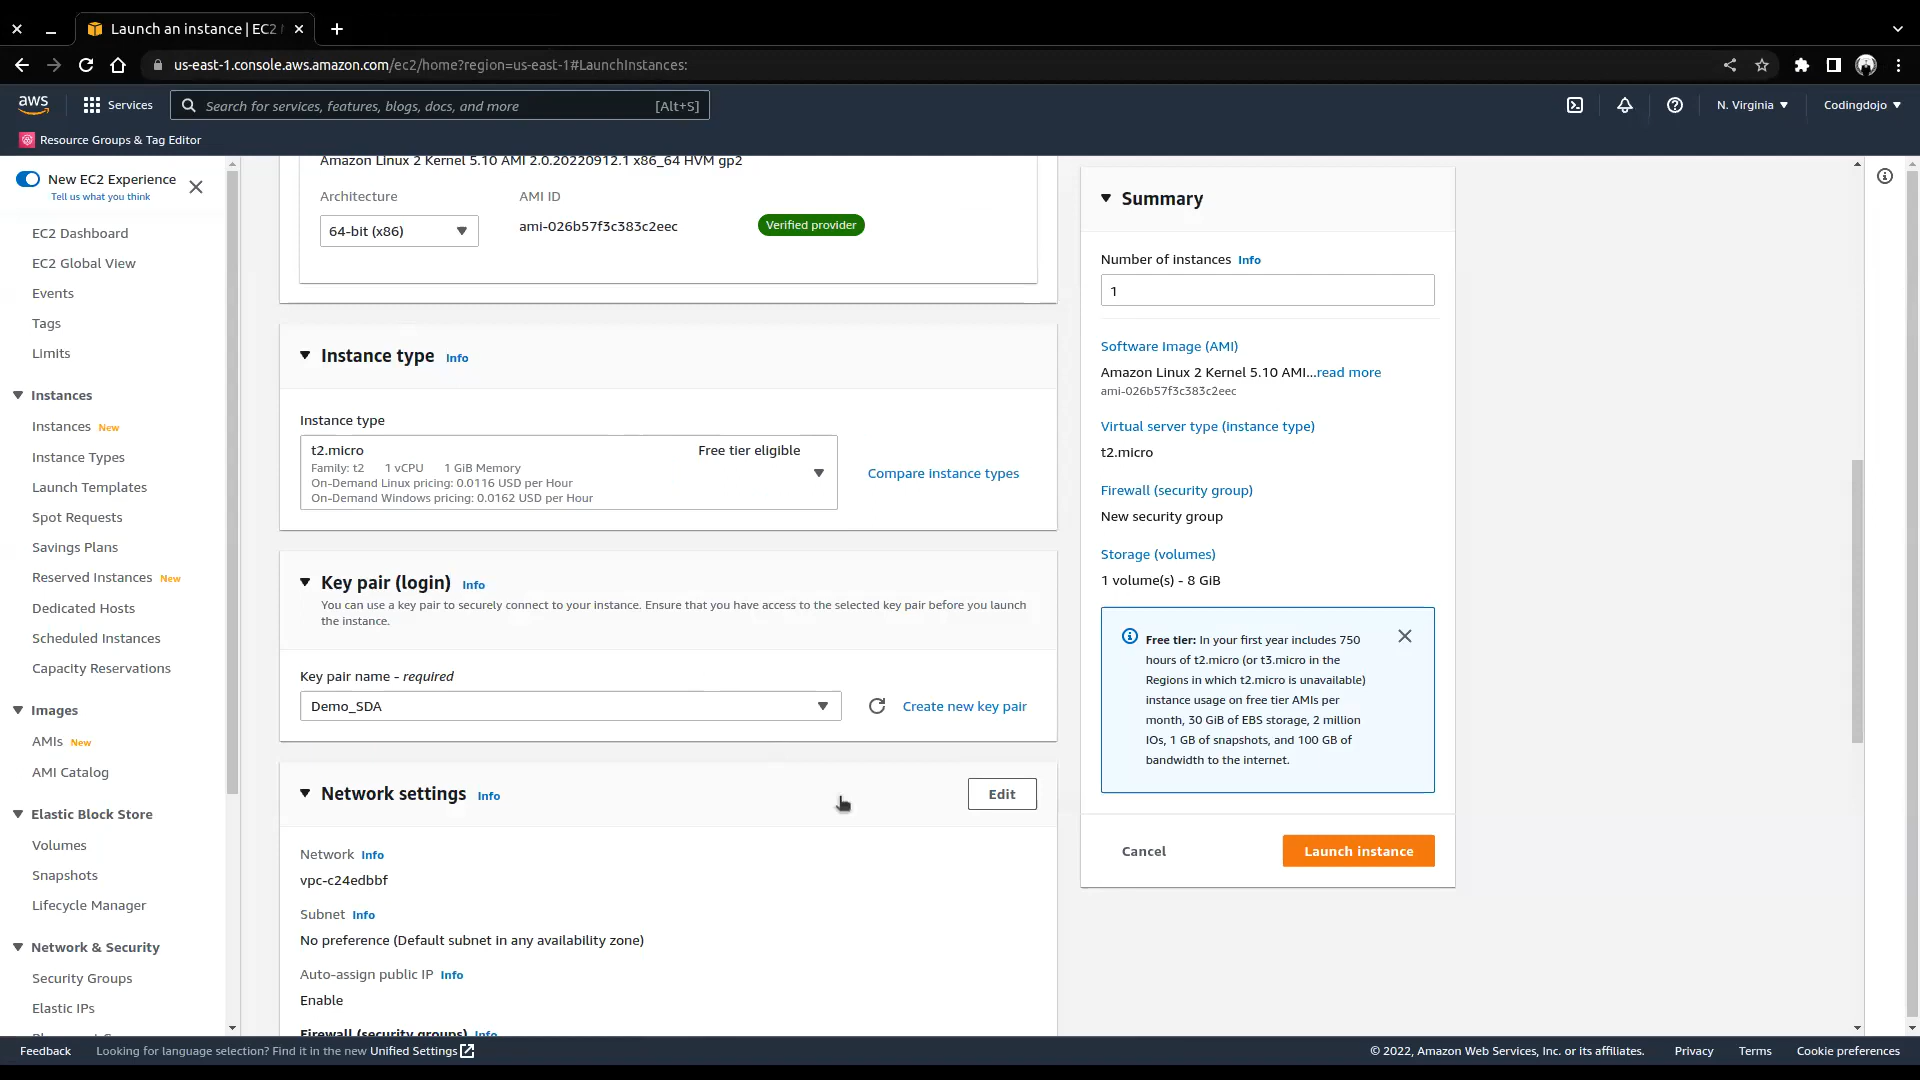 Launch an instance | EC2
us-east-1.console.aws.amazon.com/ec2/home?region=us-east-1#LaunchInstances:
aws
Services
Search for services, features, blogs, docs, and more
[Alt+S]
N. Virginia
Codingdojo
Resource Groups & Tag Editor
New EC2 Experience
Tell us what you think
EC2 Dashboard
EC2 Global View
Events
Tags
Limits
Instances
Instances New
Instance Types
Launch Templates
Spot Requests
Savings Plans
Reserved Instances New
Dedicated Hosts
Scheduled Instances
Capacity Reservations
Images
AMIs New
AMI Catalog
Elastic Block Store
Volumes
Snapshots
Lifecycle Manager
Network & Security
Security Groups
Elastic IPs
Amazon Linux 2 Kernel 5.10 AMI 2.0.20220912.1 x86_64 HVM gp2
Architecture
AMI ID
64-bit (x86)
ami-026b57f3c383c2eec
Verified provider
Instance type Info
Instance type
t2.micro
Free tier eligible
Family: t2 1 vCPU 1 GiB Memory
On-Demand Linux pricing: 0.0116 USD per Hour
On-Demand Windows pricing: 0.0162 USD per Hour
Compare instance types
Key pair (login) Info
You can use a key pair to securely connect to your instance. Ensure that you have access to the selected key pair before you launch
the instance.
Key pair name - required
Demo_SDA
Create new key pair
Network settings Info
Edit
Network Info
vpc-c24edbbf
Subnet Info
No preference (Default subnet in any availability zone)
Auto-assign public IP Info
Enable
Firewall (security groups) Info
Summary
Number of instances Info
1
Software Image (AMI)
Amazon Linux 2 Kernel 5.10 AMI...read more
ami-026b57f3c383c2eec
Virtual server type (instance type)
t2.micro
Firewall (security group)
New security group
Storage (volumes)
1 volume(s) - 8 GiB
Free tier: In your first year includes 750
hours of t2.micro (or t3.micro in the
Regions in which t2.micro is unavailable)
instance usage on free tier AMIs per
month, 30 GiB of EBS storage, 2 million
IOs, 1 GB of snapshots, and 100 GB of
bandwidth to the internet.
Cancel
Launch instance
Feedback
Looking for language selection? Find it in the new Unified Settings
© 2022, Amazon Web Services, Inc. or its affiliates.
Privacy
Terms
Cookie preferences